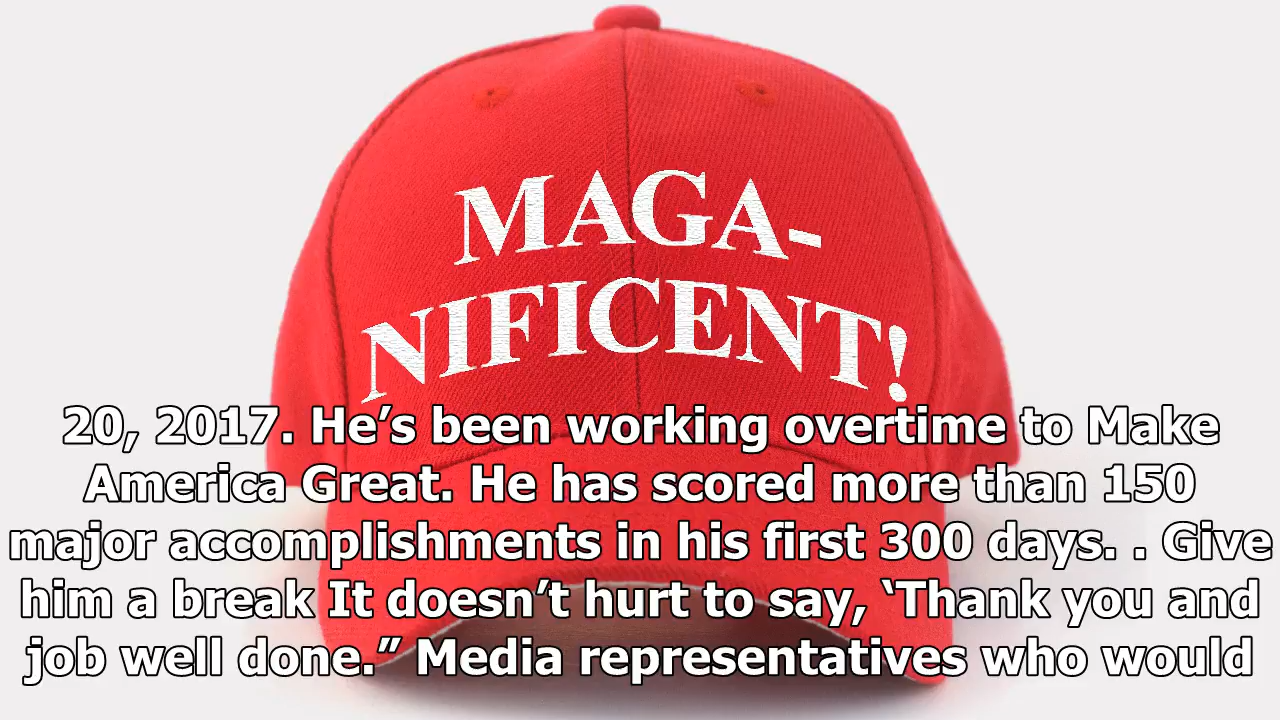 MAGA-
NIFICENT!
20, 2017. He’s been working overtime to Make
America Great. He has scored more than 150
major accomplishments in his first 300 days. . Give
him a break It doesn’t hurt to say, ‘Thank you and
job well done.” Media representatives who would